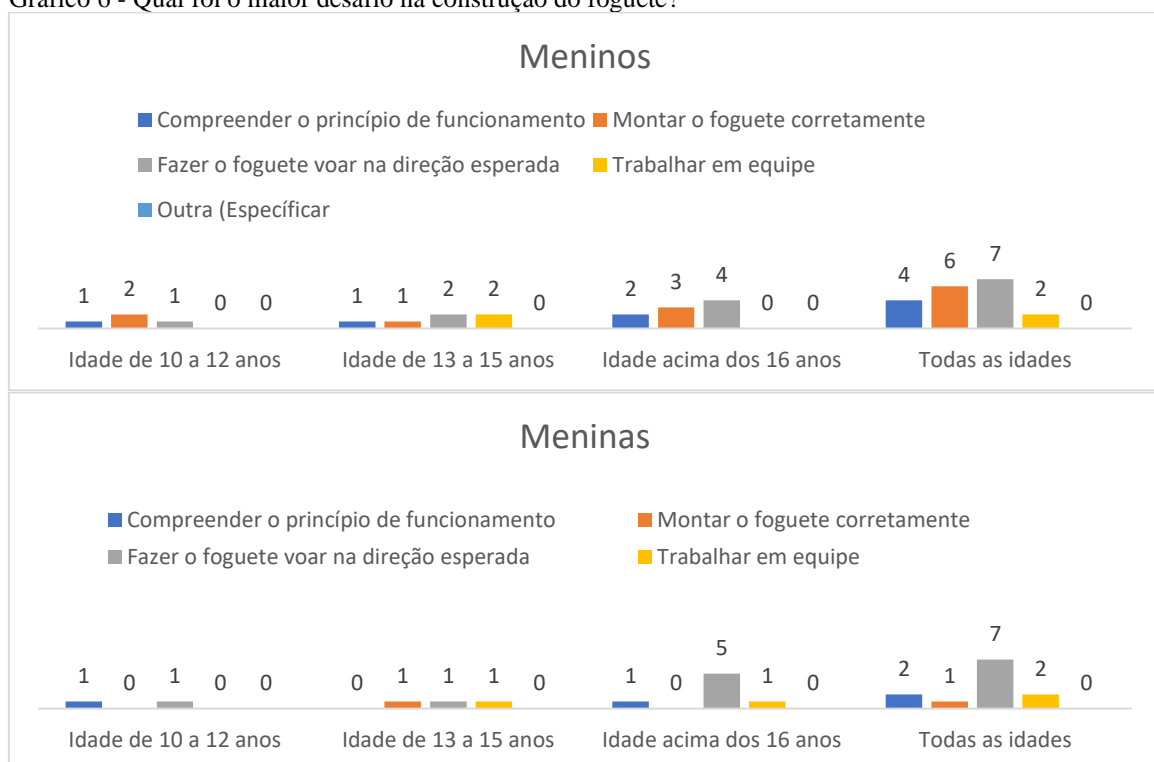 Gráfico 6 - Qual foi o maior desafio na construção do foguete?
Meninos
Compreender o princípio de funcionamento Montar o foguete corretamente
Fazer o foguete voar na direção esperada Trabalhar em equipe
Outra (Específicar
1 2 1 0 0 1 1 2 2 0 2 3 4 0 0 4 6 7 2 0
Idade de 10 a 12 anos Idade de 13 a 15 anos Idade acima dos 16 anos Todas as idades
Meninas
Compreender o princípio de funcionamento Montar o foguete corretamente
Fazer o foguete voar na direção esperada Trabalhar em equipe
1 0 1 0 0 0 1 1 1 0 1 0 5 1 0 2 1 7 2 0
Idade de 10 a 12 anos Idade de 13 a 15 anos Idade acima dos 16 anos Todas as idades